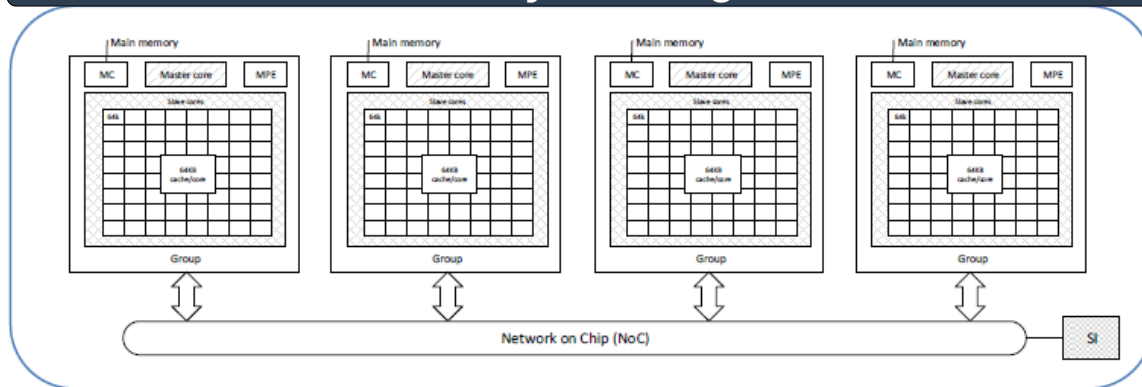 Main memory Main memory Main memory Main memory
MC Master core MPE MC Master core MPE MC Master core MPE MC Master core MPE
Slave cores Slave cores Slave cores Slave cores
64k 64k 64k 64k
64KB 64KB 64KB 64KB
cache/core cache/core cache/core cache/core
Group Group Group Group
Network on Chip (NoC) SI